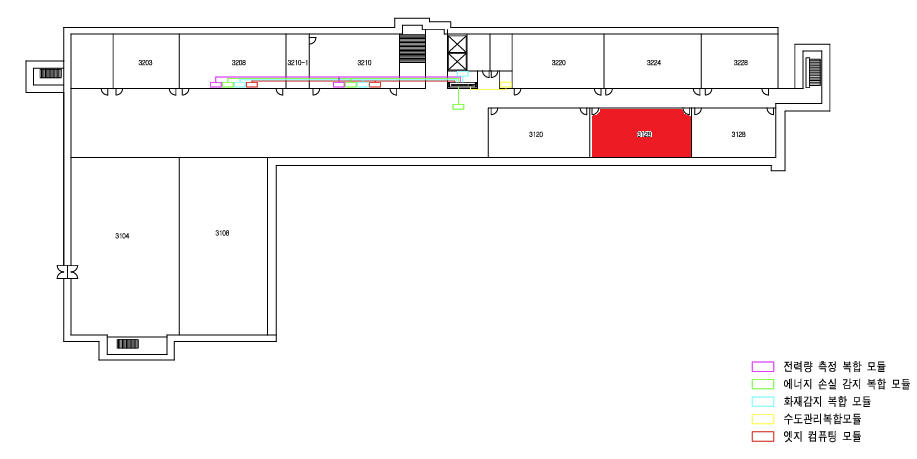 3203
3208
3210-1
3210
3220
3224
3228
3120
3128
3104
3108
전력량 측정 복합 모듈
에너지 손실 감지 복합 모듈
화재감지 복합 모듈
수도관리복합모듈
엣지 컴퓨팅 모듈